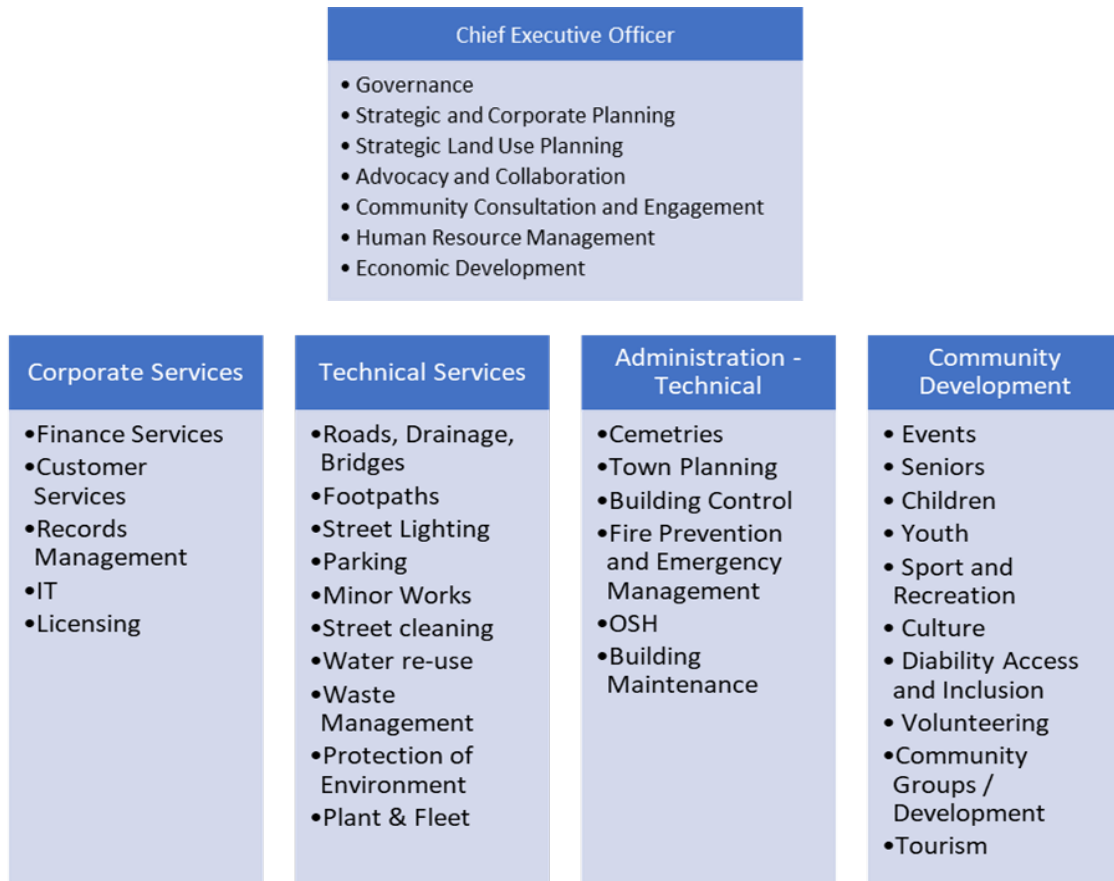 Chief Executive Officer
• Governance
• Strategic and Corporate Planning
• Strategic Land Use Planning
• Advocacy and Collaboration
• Community Consultation and Engagement
• Human Resource Management
• Economic Development
Corporate Services
•Finance Services
•Customer
Services
•Records
Management
•IT
•Licensing
Technical Services
•Roads, Drainage,
Bridges
•Footpaths
•Street Lighting
•Parking
•Minor Works
•Street cleaning
•Water re-use
•Waste
Management
•Protection of
Environment
•Plant & Fleet
Administration -
Technical
•Cemetries
•Town Planning
•Building Control
•Fire Prevention
and Emergency
Management
•OSH
•Building
Maintenance
Community
Development
• Events
• Seniors
• Children
• Youth
• Sport and
Recreation
• Culture
• Diability Access
and Inclusion
• Volunteering
•Community
Groups /
Development
•Tourism